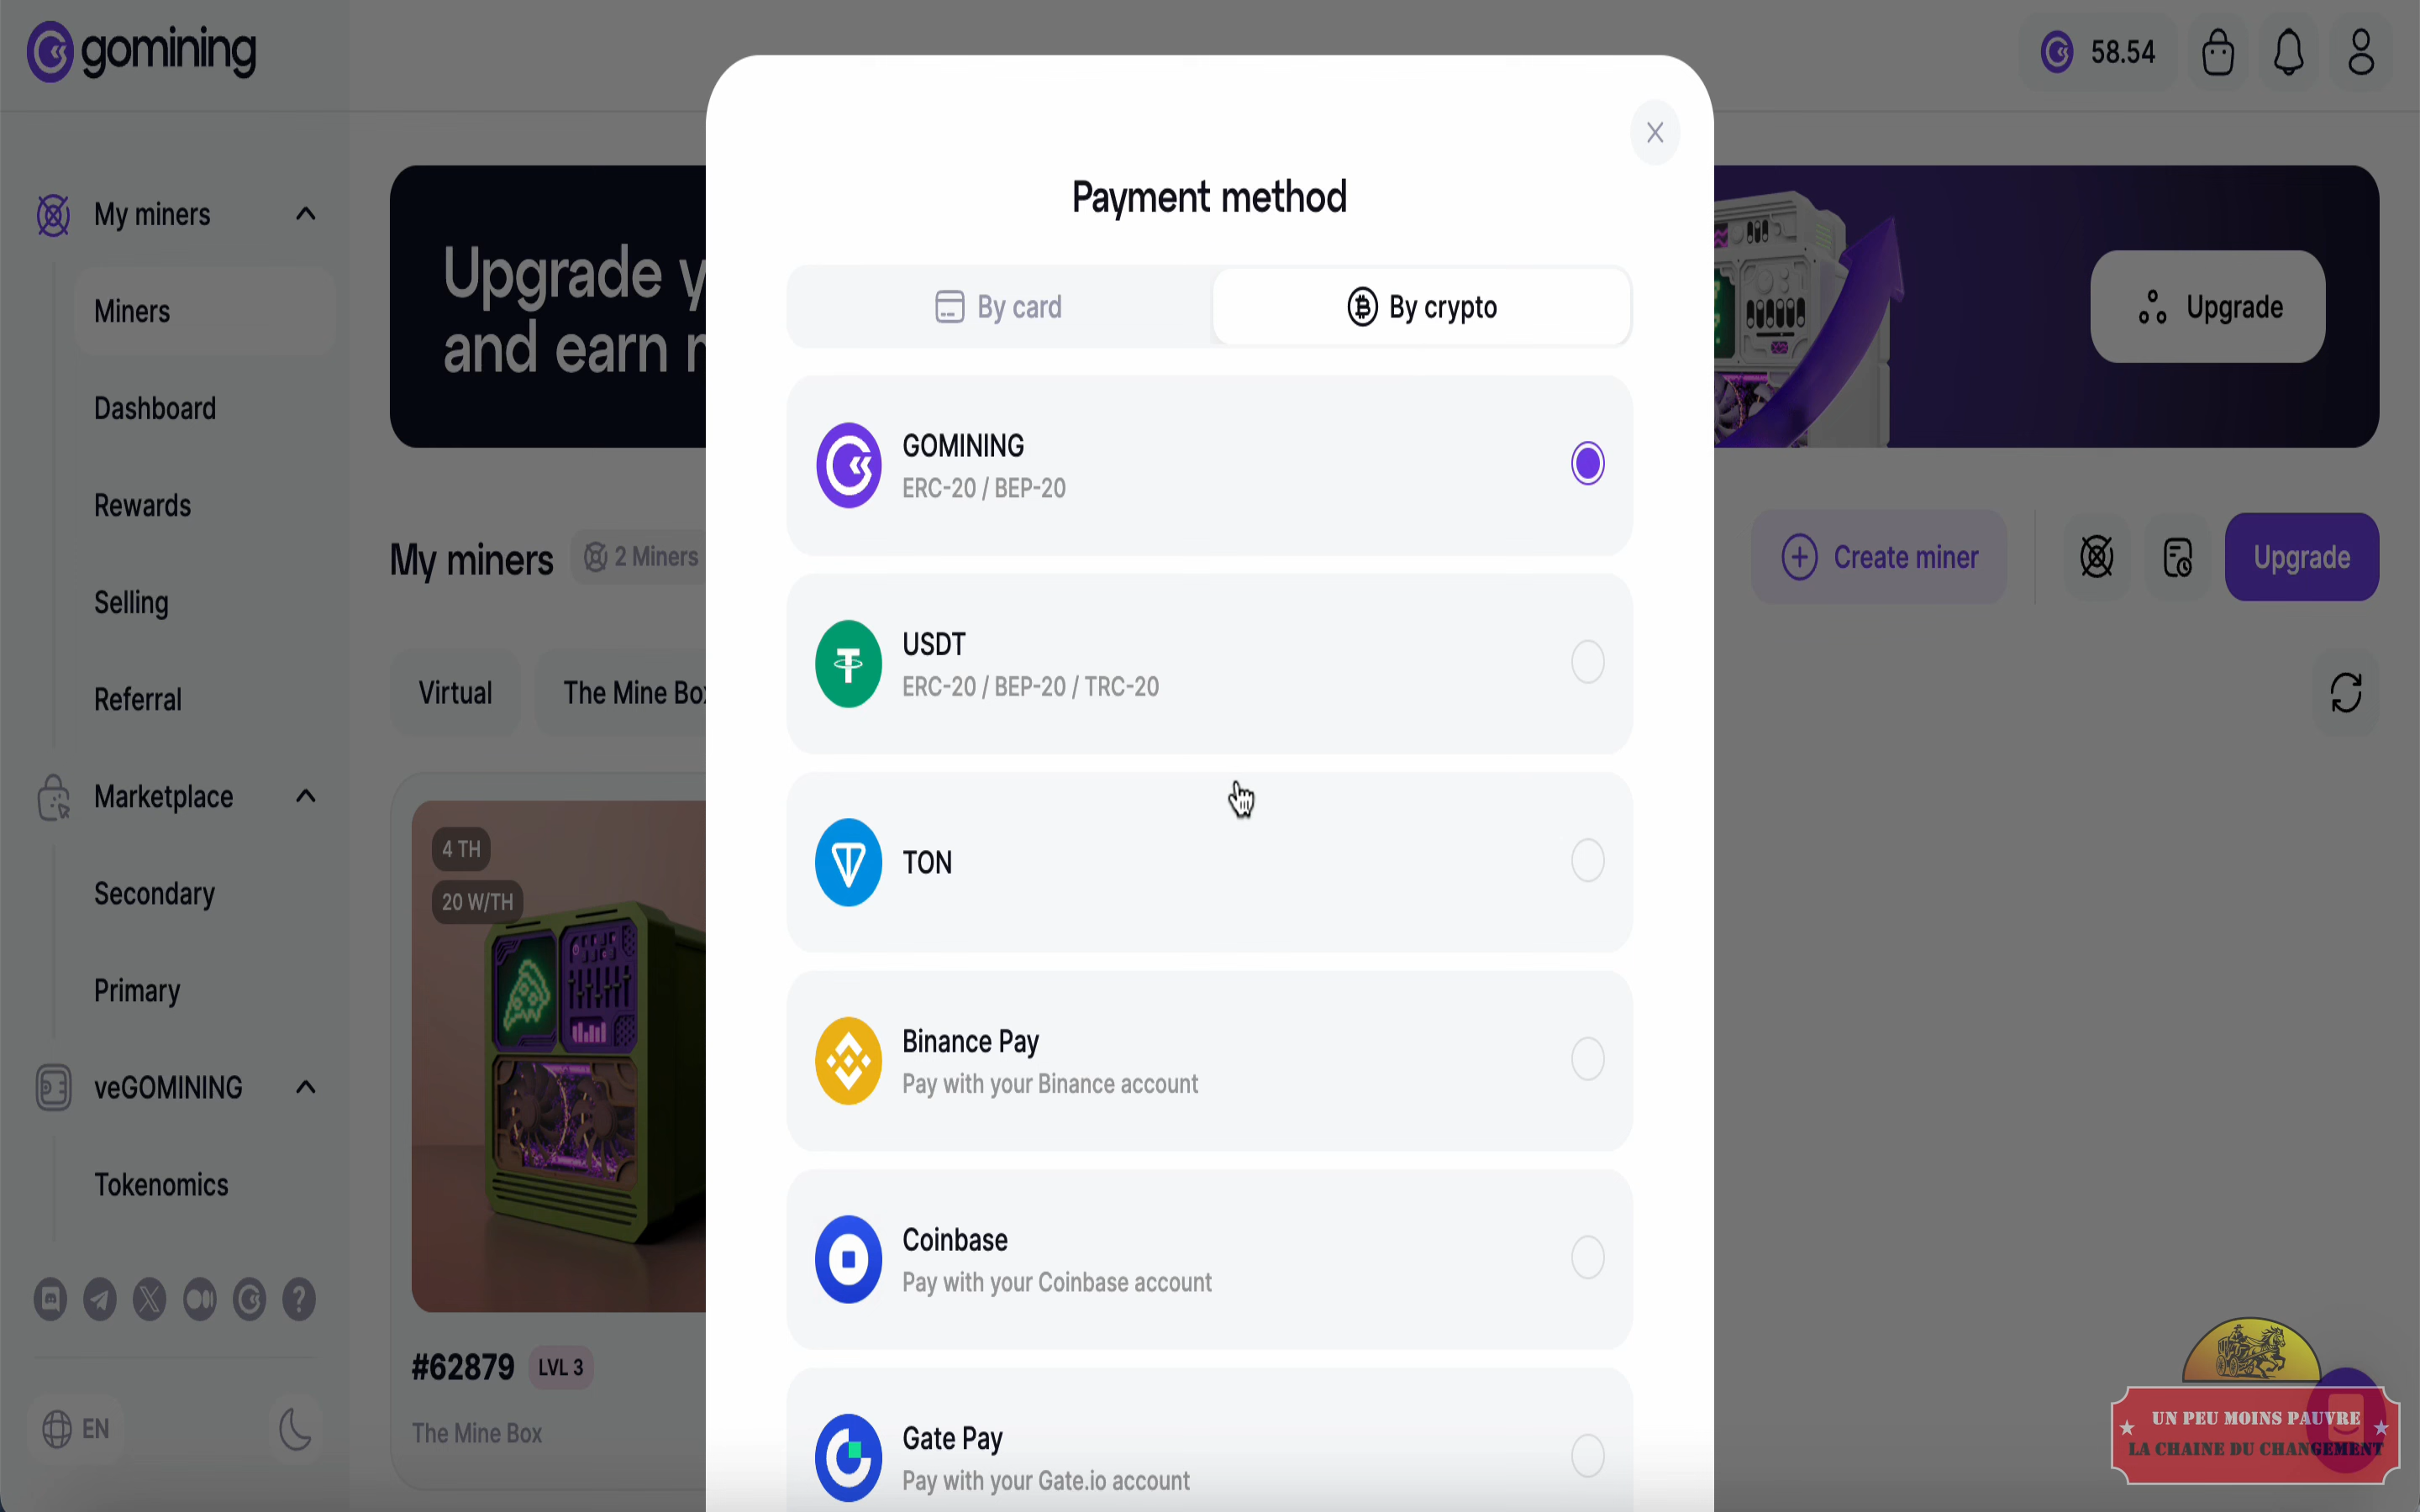 gomining
58.54
My miners
Miners
Dashboard
Rewards
Selling
Referral
Marketplace
Secondary
Primary
veGOMINING
Tokenomics
EN
Upgrade
and earn
Upgrade
My miners
2 Miners
Create miner
Upgrade
Virtual
The Mine
4 TH
20 W/TH
#62879
LVL 3
The Mine Box
X
Payment method
By card
By crypto
GOMINING
ERC-20 / BEP-20
USDT
ERC-20 / BEP-20 / TRC-20
TON
Binance Pay
Pay with your Binance account
Coinbase
Pay with your Coinbase account
Gate Pay
Pay with your Gate.io account
UN PEU MOINS PAUVRE
LA CHAINE DU CHANGEMENT